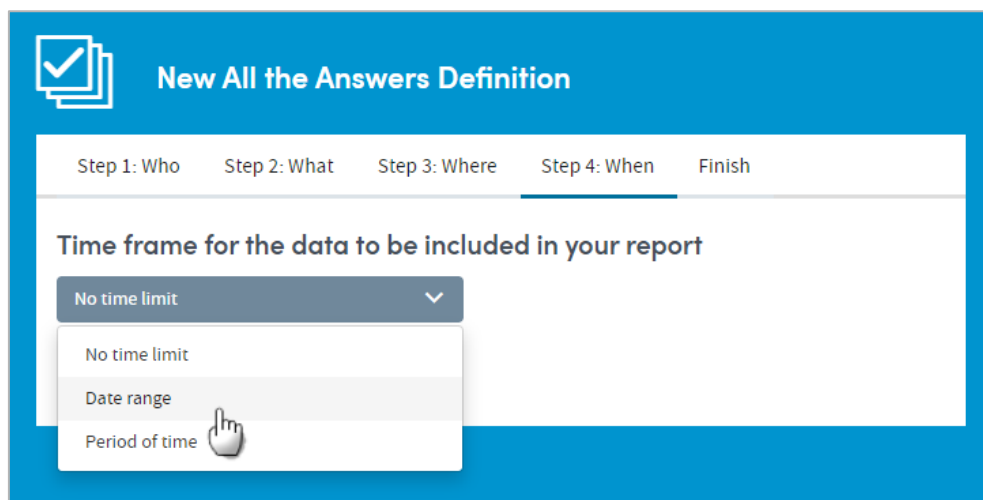 New All the Answers Definition
Step 1: Who Step 2: What Step 3: Where Step 4: When Finish
Time frame for the data to be included in your report
No time limit
No time limit
Date range
Period of time